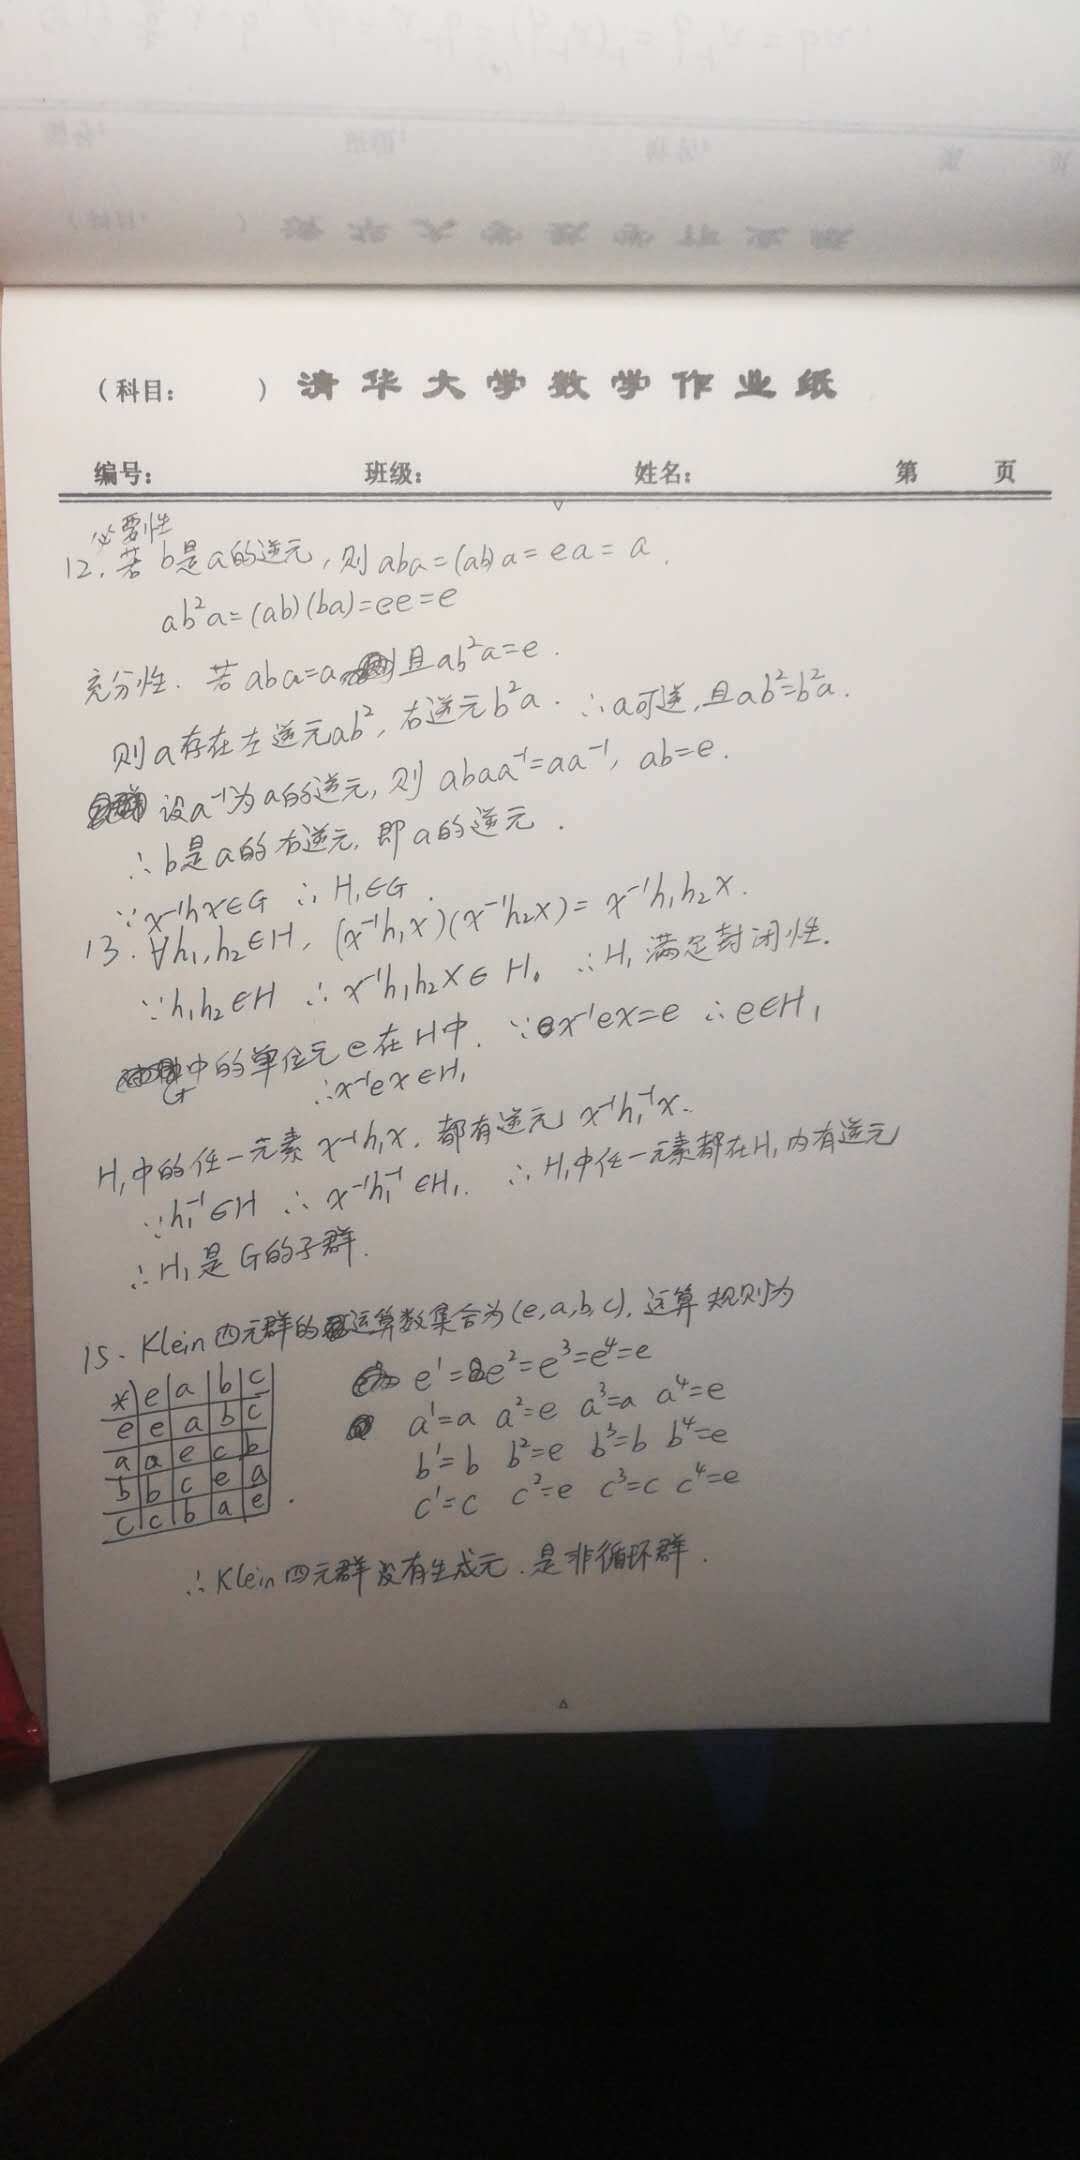 (科目:　　) 清华大学数学作业纸
编号:　　班级:　　姓名:　　第　　页
必要性
12. 若b是a的逆元,则 aba=(ab)a=ea=a.
ab²a=(ab)(ba)=ee=e
充分性. 若aba=a 且ab²a=e.
则a存在左逆元ab²,右逆元b²a. ∴a可逆,且ab²=b²a.
设a⁻¹为a的逆元,则 abaa⁻¹=aa⁻¹, ab=e.
∴b是a的右逆元,即a的逆元.
∵x⁻¹hx∈G ∴H₁∈G.
13. ∀h₁,h₂∈H, (x⁻¹h₁x)(x⁻¹h₂x)=x⁻¹h₁h₂x.
∵h₁h₂∈H ∴x⁻¹h₁h₂x∈H₁. ∴H₁满足封闭性.
G中的单位元e在H中. ∵x⁻¹ex=e ∴e∈H₁
∴x⁻¹ex∈H₁
H₁中的任一元素x⁻¹h₁x,都有逆元x⁻¹h₁⁻¹x.
∵h₁⁻¹∈H ∴x⁻¹h₁⁻¹∈H₁. ∴H₁中任一元素都在H₁内有逆元
∴H₁是G的子群.
15. Klein四元群的运算数集合为(e,a,b,c),运算规则为
* e a b c
e e a b c
a a e c b
b b c e a
c c b a e.
e¹=e²=e³=e⁴=e
a¹=a a²=e a³=a a⁴=e
b¹=b b²=e b³=b b⁴=e
c¹=c c²=e c³=c c⁴=e
∴Klein四元群没有生成元.是非循环群.